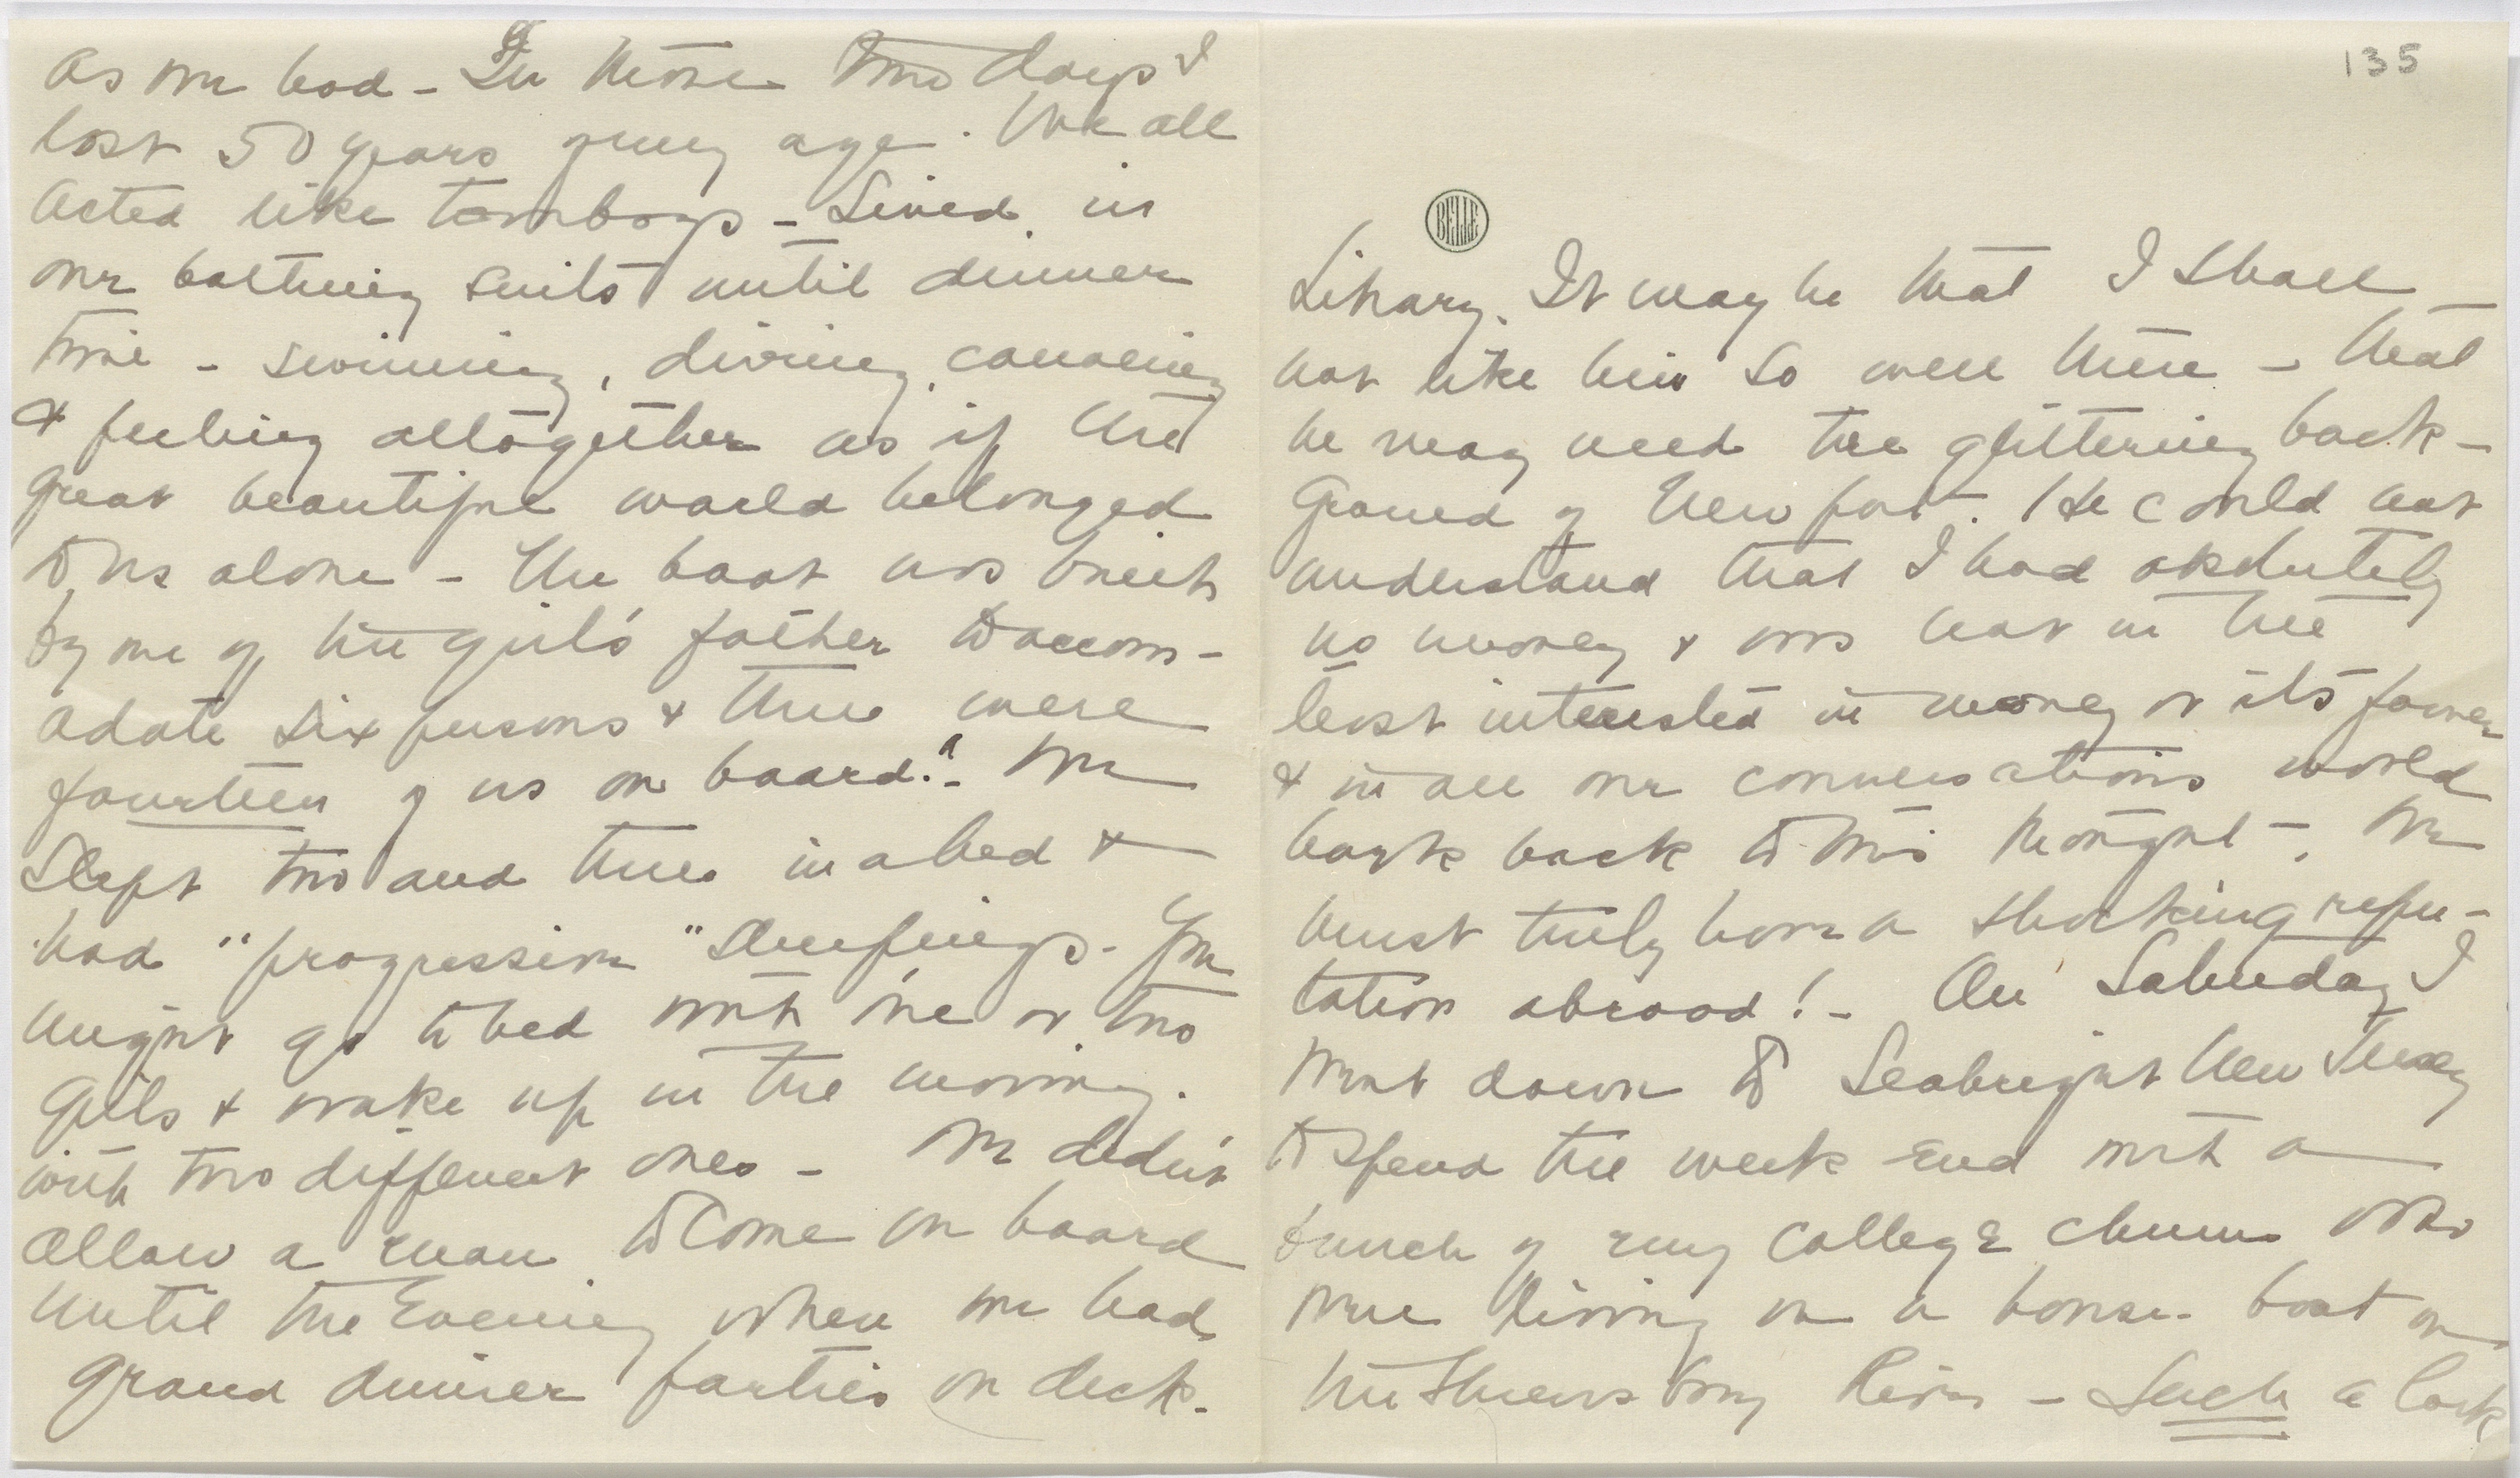 as we had - In those two days I
lost 50 years of my age. We all
acted like tomboys - Lived in
our bathing suits until dinner
time - swimming, diving, canoeing
& feeling altogether as if the
great beautiful world belonged
to us alone - The boat was built
by one of the girls' father to accom-
adate six persons & there were
fourteen of us on board! - We
slept two and three in a bed &
had "progressive" sleepings - You
might go to bed with one or two
girls & wake up in the morning
with two different ones - We didn't
allow a man to come on board
until the evening when we had
grand dinner parties on deck -
135
BELLE
Library. It may be that I shall
not like him so well there - that
he may need the glittering back-
ground of Newport. He could not
understand that I had absolutely
no money & was not in the
least interested in money or its power
& in all our conversations would
hark back to this thought - We
must truly have a shocking repu-
tation abroad! - On Saturday I
went down to Seabright New Jersey
to spend the week end with a
bunch of my college chums who
were living on a house-boat on
the Shrewsbury River - Such a lark